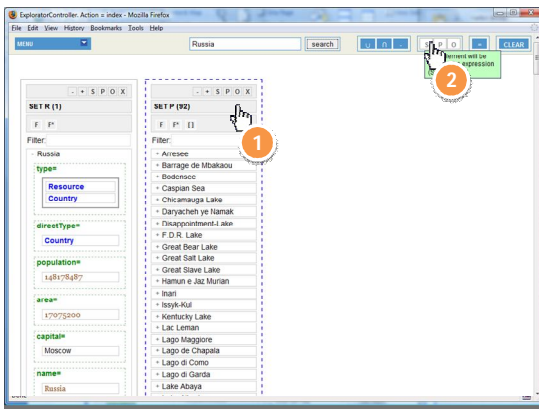 ExploratorController. Action = index - Mozilla Firefox
File Edit View History Bookmarks Tools Help
MENU Russia search ∪ ∩ - S P O = CLEAR
ement will be
expression
2
- + S P O X
SET R (1)
F F*
Filter:
- Russia
type=
Resource
Country
directType=
Country
population=
148178487
area=
17075200
capital=
Moscow
name=
Russia
- + S P O X
SET P (92)
F F* []
1
Filter:
+ Arresee
+ Barrage de Mbakaou
+ Bodensee
+ Caspian Sea
+ Chicamauga Lake
+ Daryacheh ye Namak
+ Disappointment-Lake
+ F.D.R. Lake
+ Great Bear Lake
+ Great Salt Lake
+ Great Slave Lake
+ Hamun e Jaz Murian
+ Inari
+ Issyk-Kul
+ Kentucky Lake
+ Lac Leman
+ Lago Maggiore
+ Lago de Chapala
+ Lago di Como
+ Lago di Garda
+ Lake Abaya